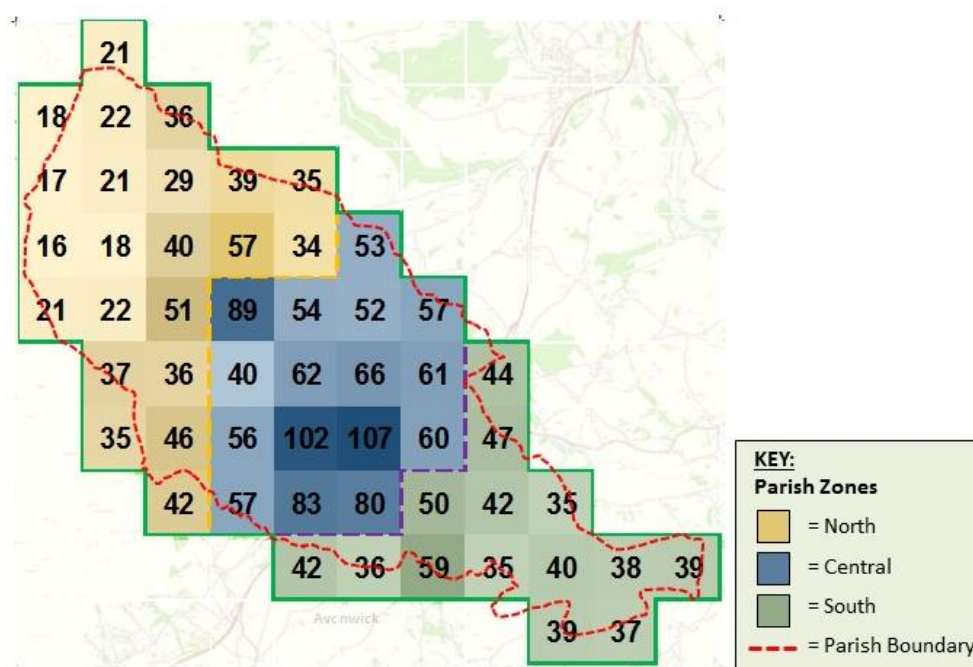 21
18 22 36
17 21 29 39 35
16 18 40 57 34 53
21 22 51 89 54 52 57
37 36 40 62 66 61 44
35 46 56 102 107 60 47
42 57 83 80 50 42 35
42 36 59 35 40 38 39
39 37
Avonwick
KEY:
Parish Zones
= North
= Central
= South
= Parish Boundary